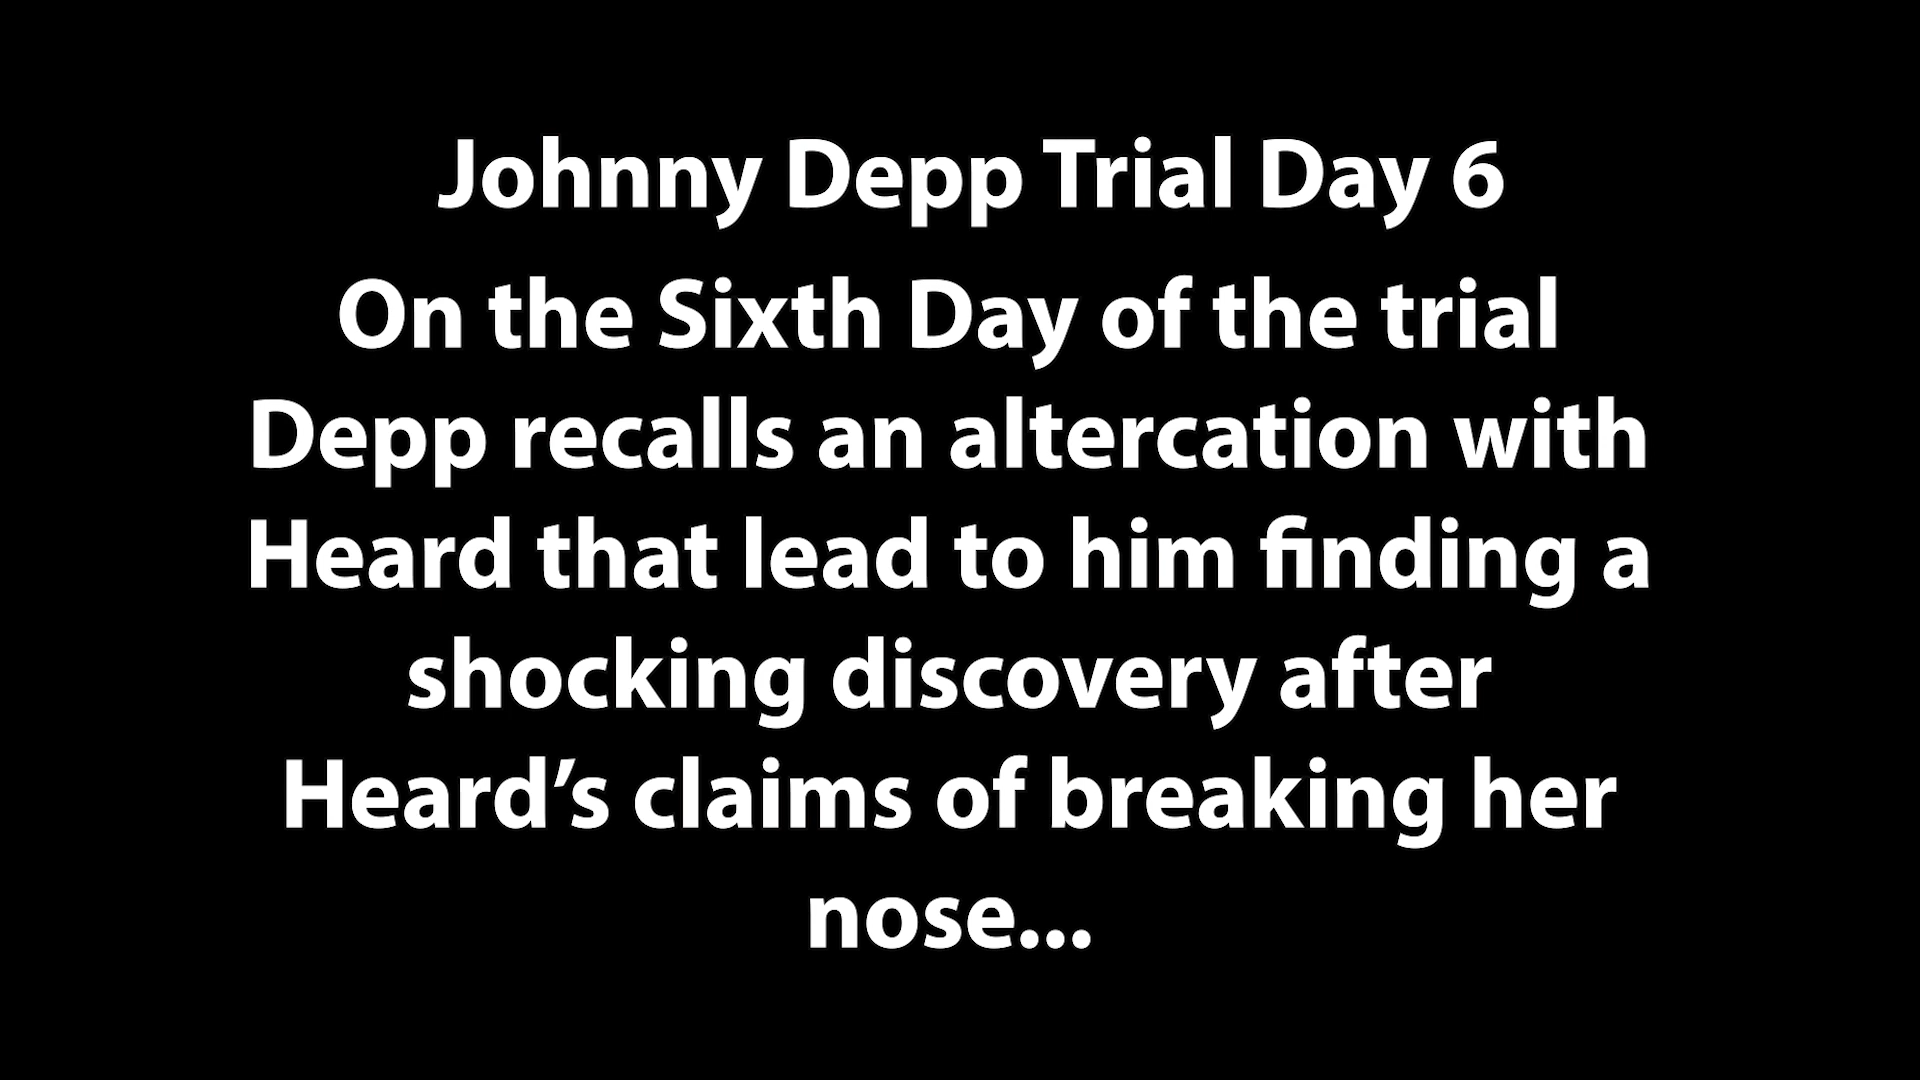 Johnny Depp Trial Day 6
On the Sixth Day of the trial
Depp recalls an altercation with
Heard that lead to him finding a
shocking discovery after
Heard’s claims of breaking her
nose...